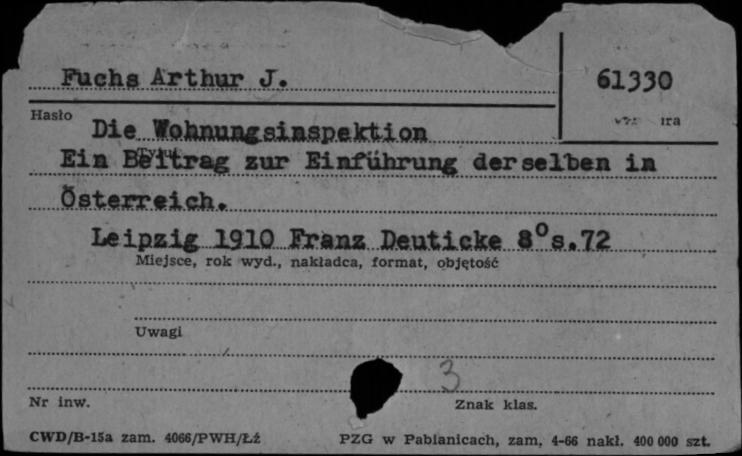 Fuchs Arthur J.
61330
Hasło
Die Wohnungsinspektion
Ein Beitrag zur Einführung derselben in
Österreich.
Leipzig 1910 Franz Deuticke 8° s.72
Miejsce, rok wyd., nakładca, format, objętość
Uwagi
3
Nr inw.
Znak klas.
CWD/B-15a zam. 4066/PWH/Łź
PZG w Pabianicach, zam. 4-66 nakł. 400 000 szt.